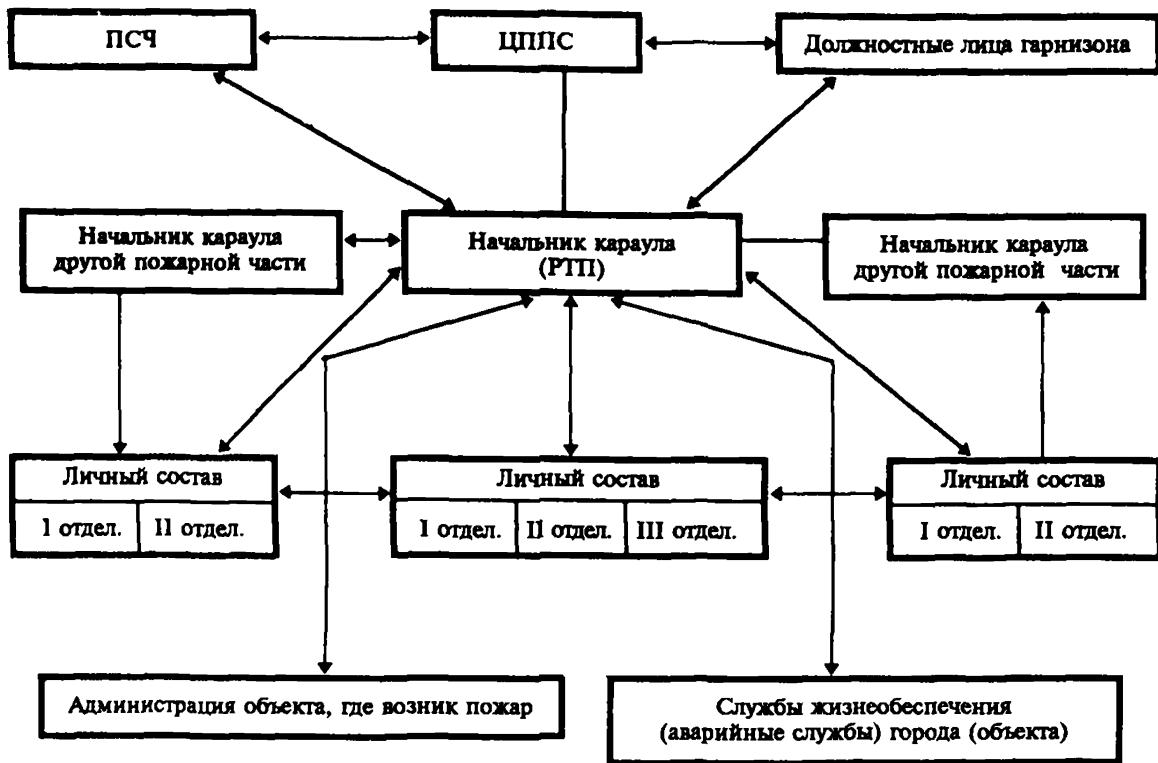 ПСЧ
ЦППС
Должностные лица гарнизона
Начальник караула
другой пожарной части
Начальник караула
(РТП)
Начальник караула
другой пожарной части
Личный состав
I отдел. II отдел.
Личный состав
I отдел. II отдел. III отдел.
Личный состав
I отдел. II отдел.
Администрация объекта, где возник пожар
Службы жизнеобеспечения
(аварийные службы) города (объекта)